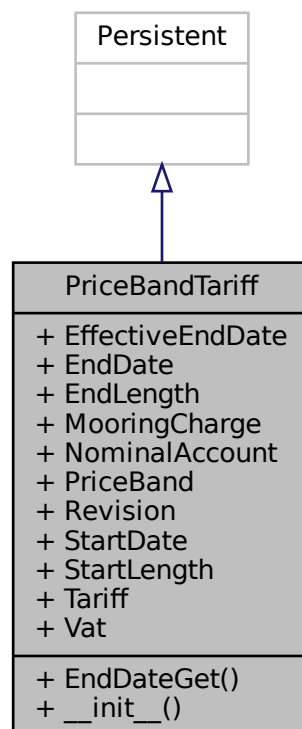 Persistent
PriceBandTariff
+ EffectiveEndDate
+ EndDate
+ EndLength
+ MooringCharge
+ NominalAccount
+ PriceBand
+ Revision
+ StartDate
+ StartLength
+ Tariff
+ Vat
+ EndDateGet()
+ __init__()